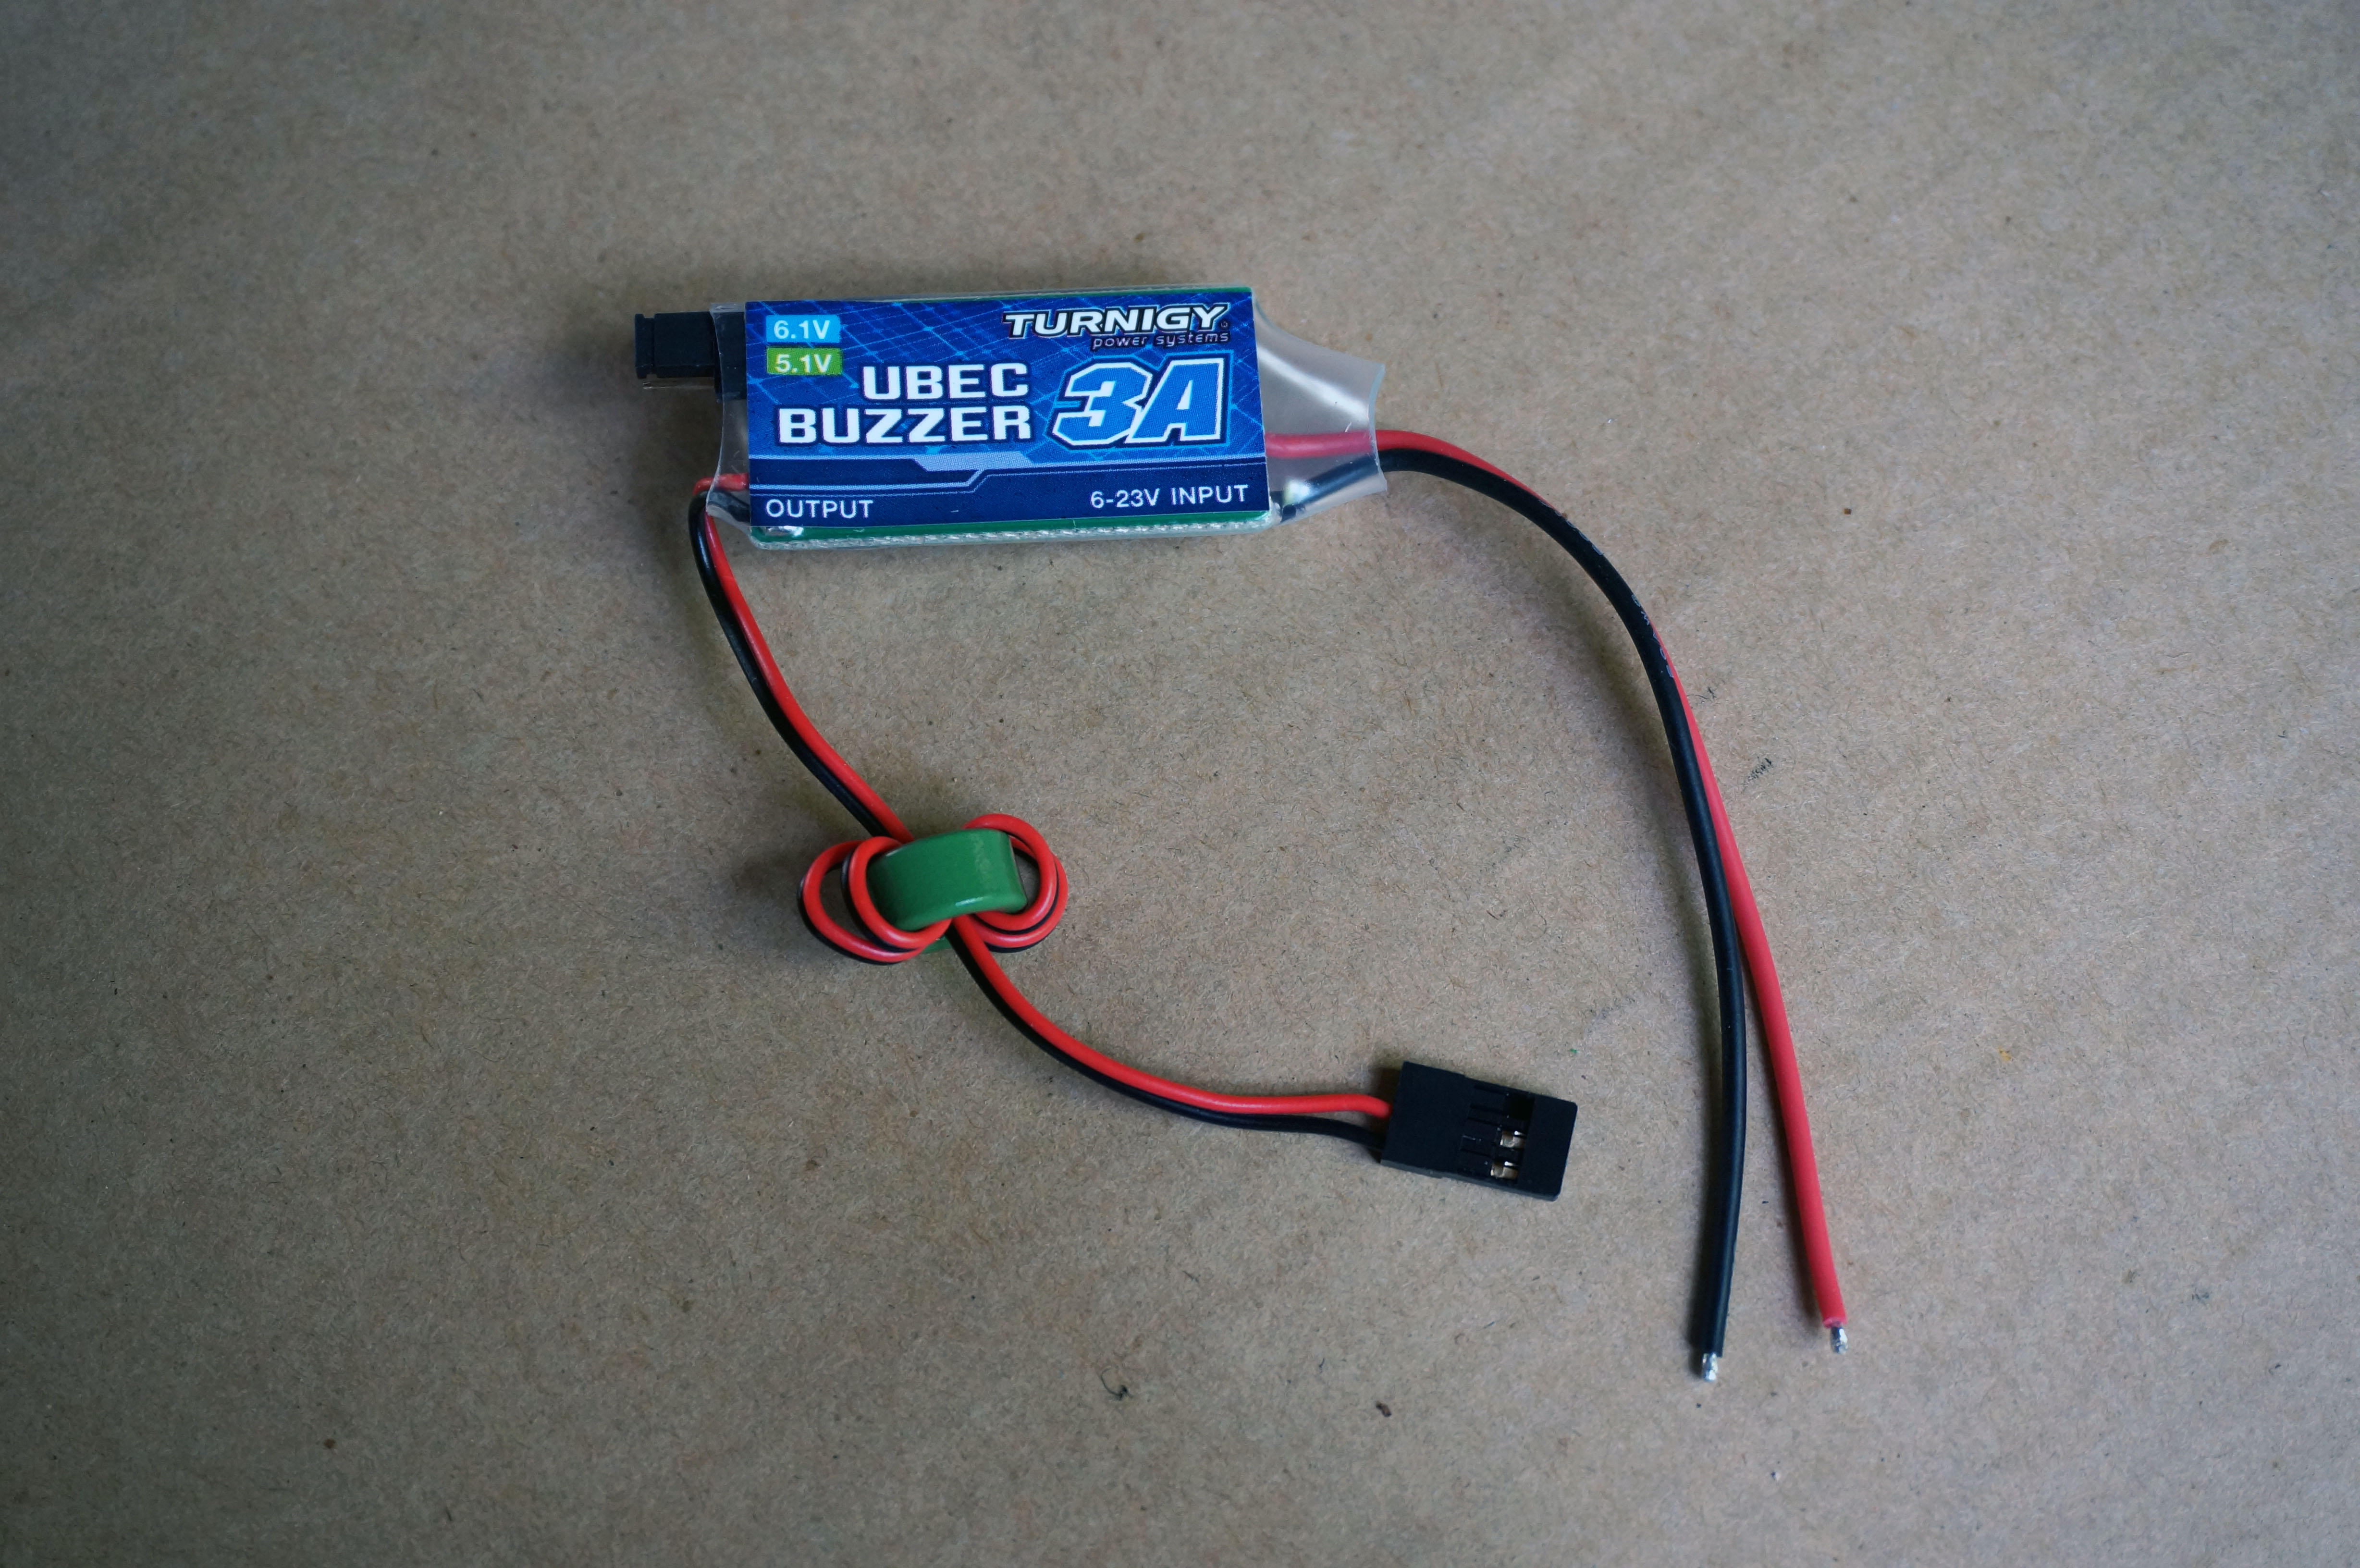 6.1V
5.1V
TURNIGY
power systems
UBEC
BUZZER
3A
OUTPUT
6-23V INPUT